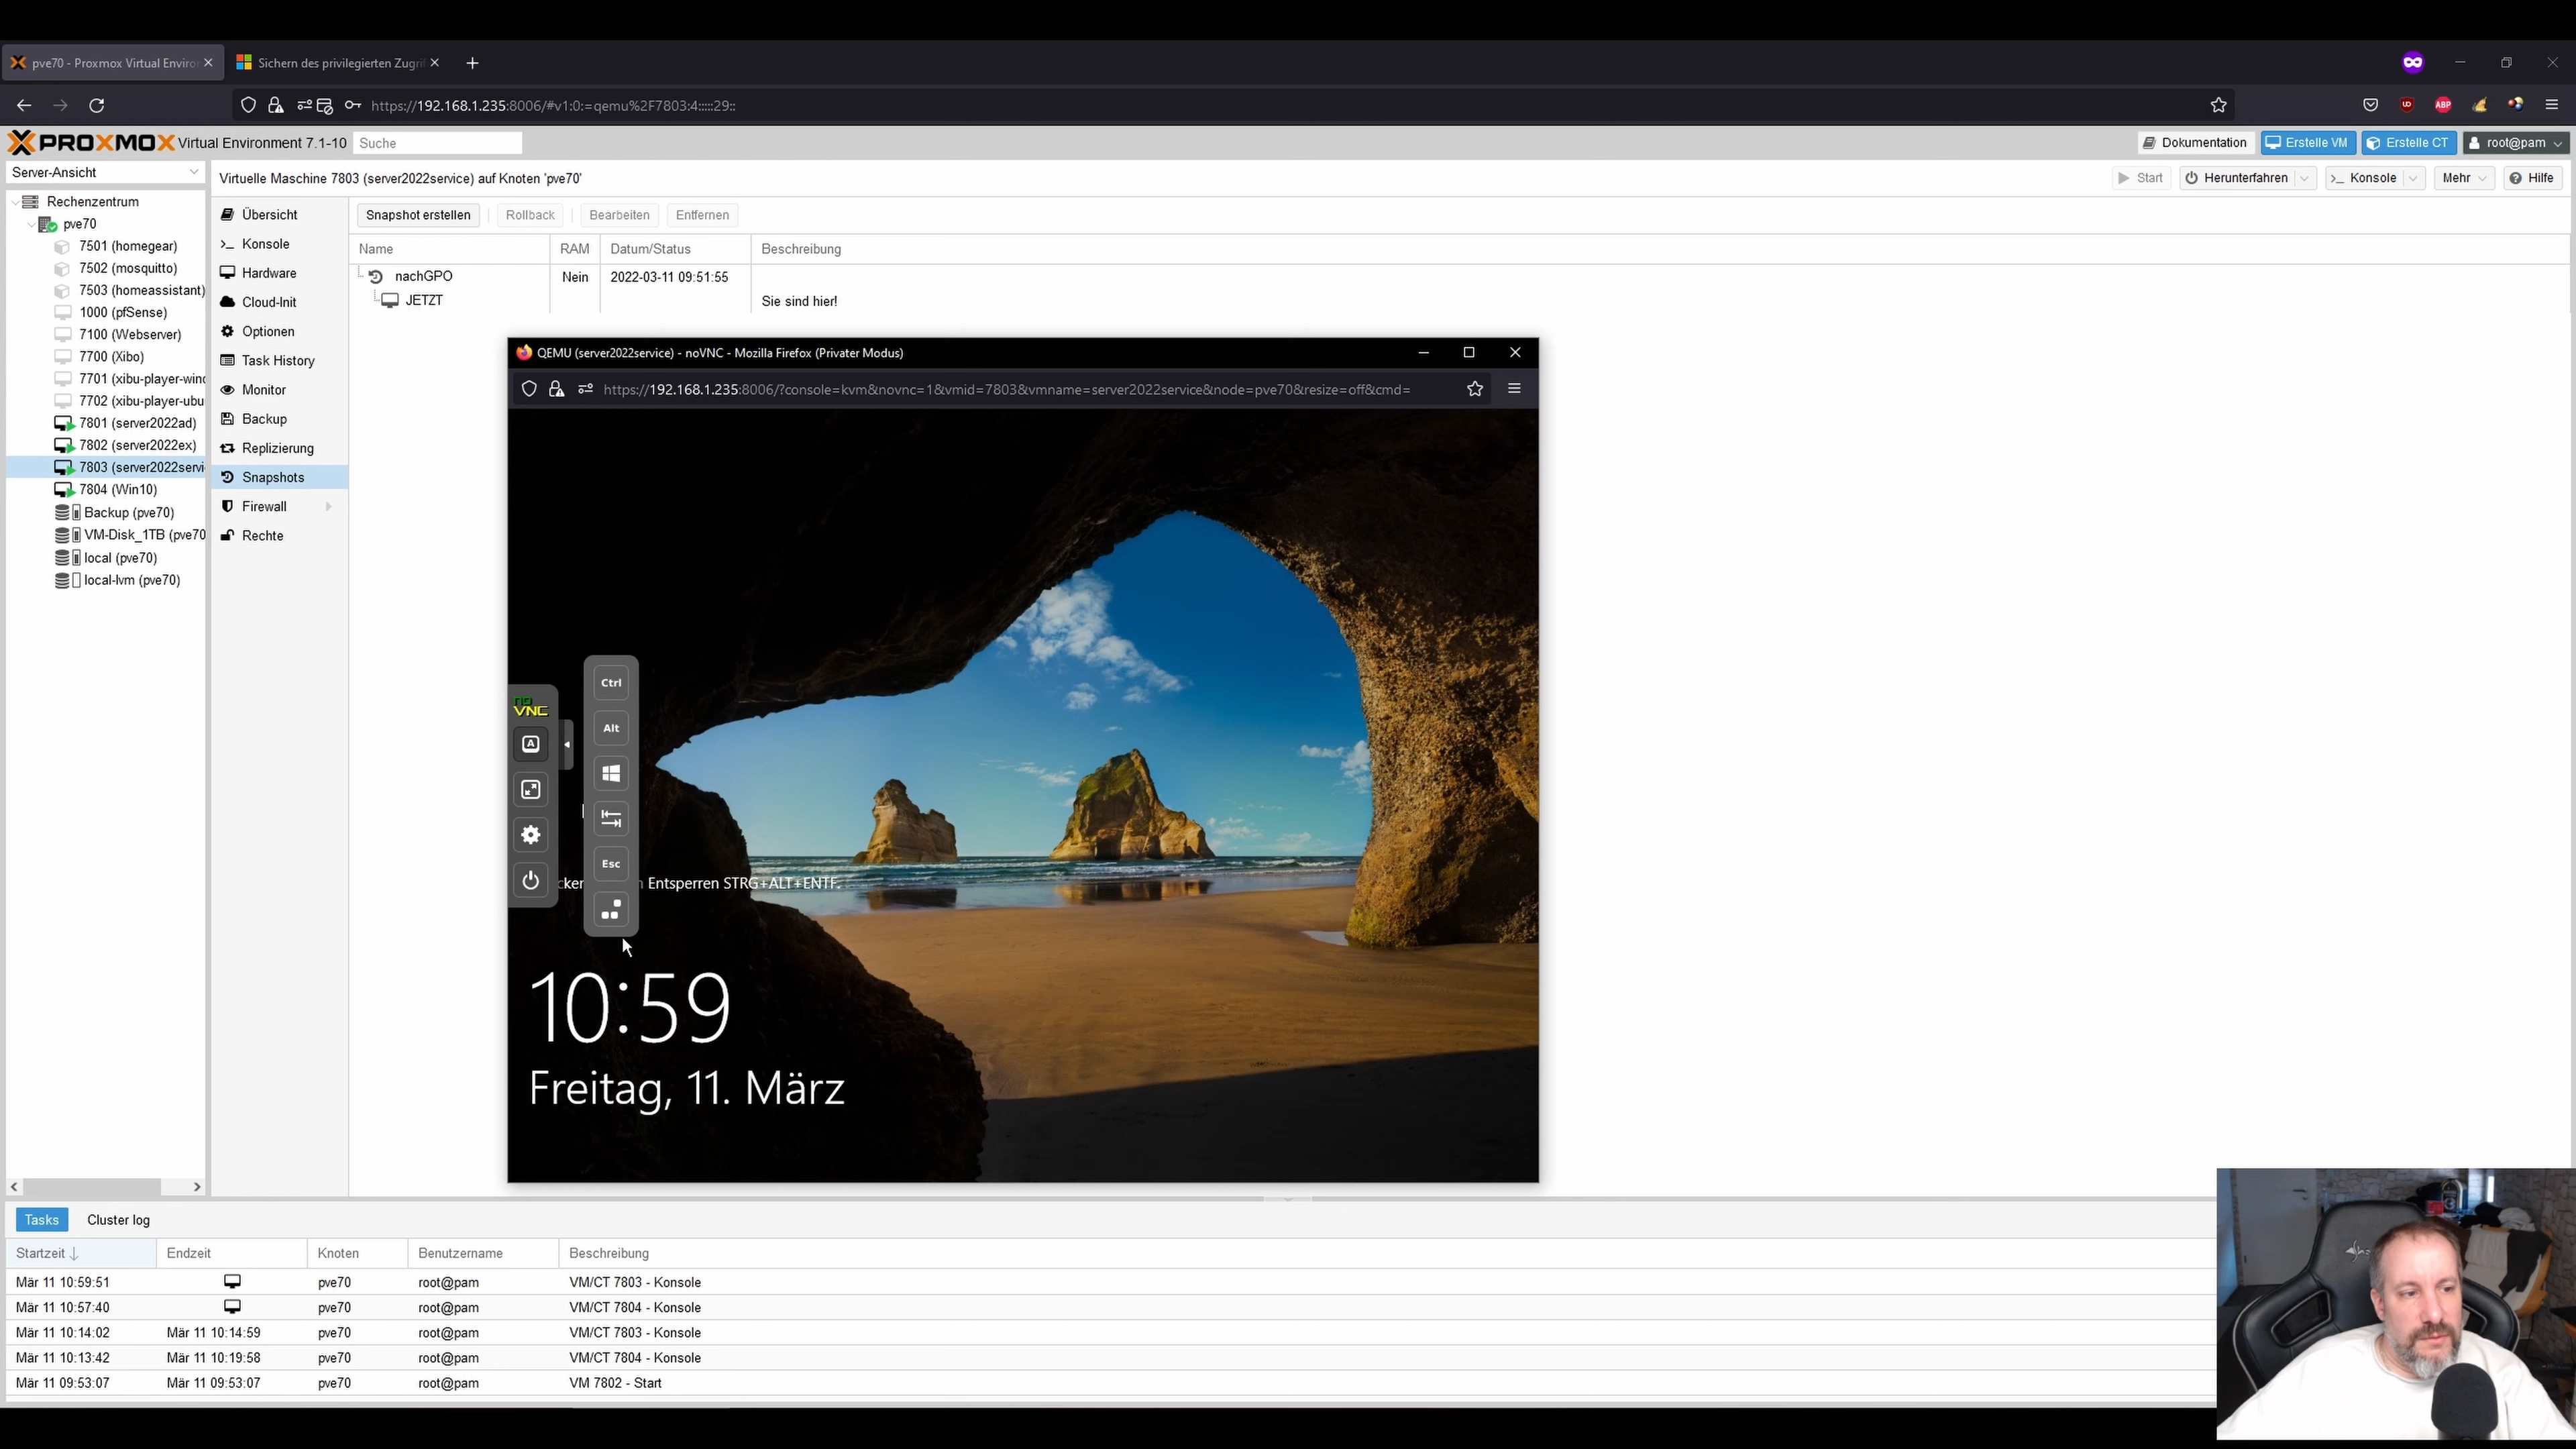 pve70 - Proxmox Virtual Enviro
Sichern des privilegierten Zugri
https://192.168.1.235:8006/#v1:0:=qemu%2F7803:4:::::29::
PROXMOX Virtual Environment 7.1-10
Suche
Dokumentation
Erstelle VM
Erstelle CT
root@pam
Server-Ansicht
Virtuelle Maschine 7803 (server2022service) auf Knoten 'pve70'
Start
Herunterfahren
Konsole
Mehr
Hilfe
Rechenzentrum
pve70
7501 (homegear)
7502 (mosquitto)
7503 (homeassistant)
1000 (pfSense)
7100 (Webserver)
7700 (Xibo)
7701 (xibu-player-wind
7702 (xibu-player-ubu
7801 (server2022ad)
7802 (server2022ex)
7803 (server2022servi
7804 (Win10)
Backup (pve70)
VM-Disk_1TB (pve70
local (pve70)
local-lvm (pve70)
Übersicht
Konsole
Hardware
Cloud-Init
Optionen
Task History
Monitor
Backup
Replizierung
Snapshots
Firewall
Rechte
Snapshot erstellen
Rollback
Bearbeiten
Entfernen
Name RAM Datum/Status Beschreibung
nachGPO Nein 2022-03-11 09:51:55
JETZT Sie sind hier!
QEMU (server2022service) - noVNC - Mozilla Firefox (Privater Modus)
https://192.168.1.235:8006/?console=kvm&novnc=1&vmid=7803&vmname=server2022service&node=pve70&resize=off&cmd=
no
VNC
A
Ctrl
Alt
Esc
Entsperren STRG+ALT+ENTF.
10:59
Freitag, 11. März
Tasks
Cluster log
Startzeit Endzeit Knoten Benutzername Beschreibung
Mär 11 10:59:51 pve70 root@pam VM/CT 7803 - Konsole
Mär 11 10:57:40 pve70 root@pam VM/CT 7804 - Konsole
Mär 11 10:14:02 Mär 11 10:14:59 pve70 root@pam VM/CT 7803 - Konsole
Mär 11 10:13:42 Mär 11 10:19:58 pve70 root@pam VM/CT 7804 - Konsole
Mär 11 09:53:07 Mär 11 09:53:07 pve70 root@pam VM 7802 - Start